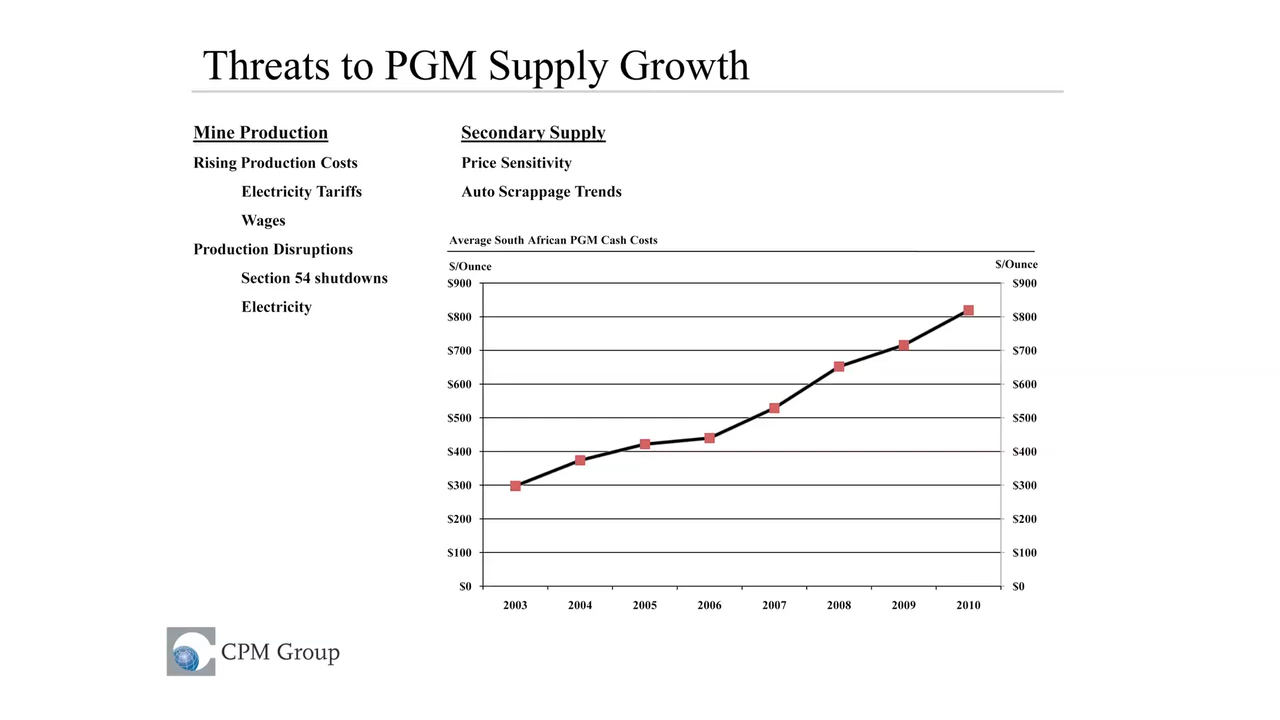 Threats to PGM Supply Growth
Mine Production
Rising Production Costs
Electricity Tariffs
Wages
Production Disruptions
Section 54 shutdowns
Electricity
Secondary Supply
Price Sensitivity
Auto Scrappage Trends
Average South African PGM Cash Costs
$/Ounce $/Ounce
$900 $900
$800 $800
$700 $700
$600 $600
$500 $500
$400 $400
$300 $300
$200 $200
$100 $100
$0 $0
2003 2004 2005 2006 2007 2008 2009 2010
CPM Group